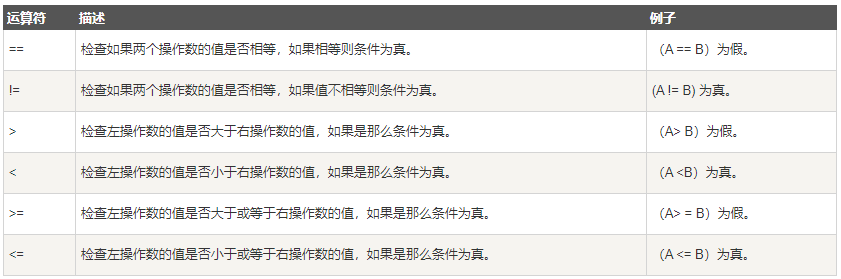 运算符 描述 例子
== 检查如果两个操作数的值是否相等，如果相等则条件为真。 （A == B）为假。
!= 检查如果两个操作数的值是否相等，如果值不相等则条件为真。 (A != B) 为真。
> 检查左操作数的值是否大于右操作数的值，如果是那么条件为真。 （A> B）为假。
< 检查左操作数的值是否小于右操作数的值，如果是那么条件为真。 （A <B）为真。
>= 检查左操作数的值是否大于或等于右操作数的值，如果是那么条件为真。 （A> = B）为假。
<= 检查左操作数的值是否小于或等于右操作数的值，如果是那么条件为真。 （A <= B）为真。